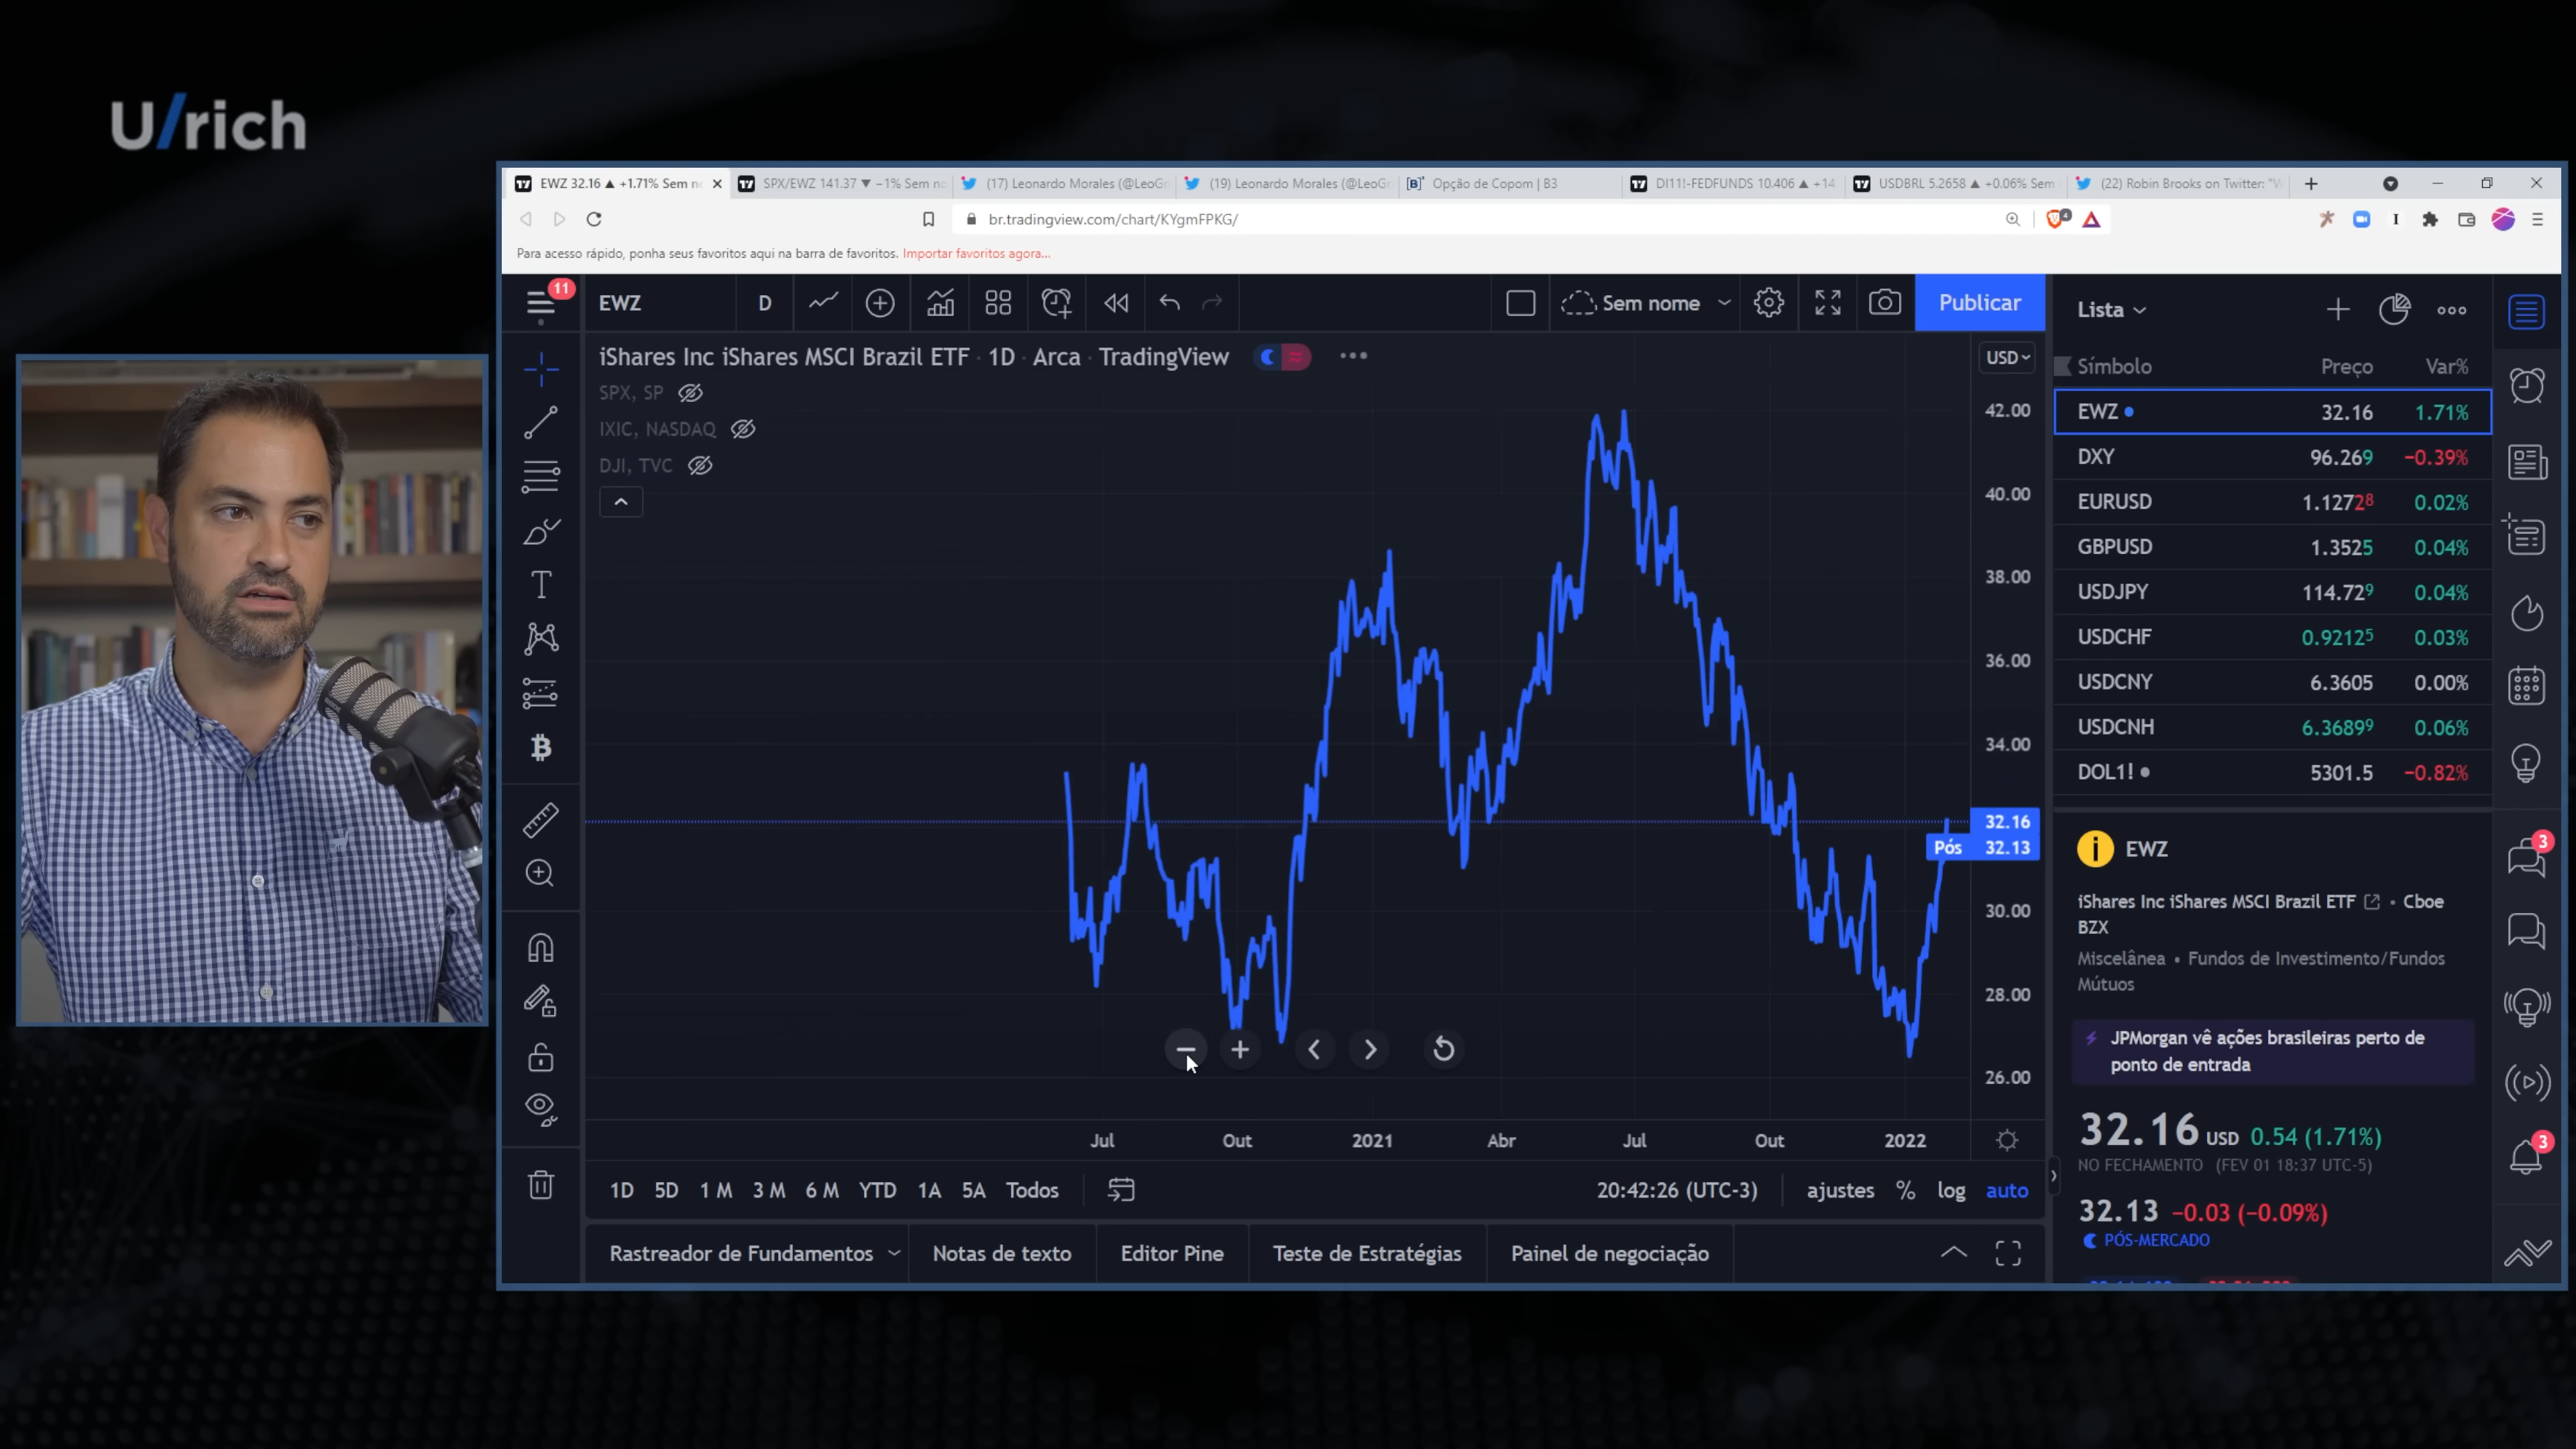 U/rich
EWZ 32.16 ▲ +1.71% Sem n
SPX/EWZ 141.37 ▼ −1% Sem no
(17) Leonardo Morales (@LeoGr
(19) Leonardo Morales (@LeoGr
[B]³ Opção de Copom | B3
DI11!-FEDFUNDS 10.406 ▲ +14
USDBRL 5.2658 ▲ +0.06% Sem
(22) Robin Brooks on Twitter: "W
br.tradingview.com/chart/KYgmFPKG/
4
Para acesso rápido, ponha seus favoritos aqui na barra de favoritos. Importar favoritos agora...
11
EWZ
D
Sem nome
Publicar
iShares Inc iShares MSCI Brazil ETF · 1D · Arca · TradingView
SPX, SP
IXIC, NASDAQ
DJI, TVC
USD
42.00
40.00
38.00
36.00
34.00
32.16
Pós 32.13
30.00
28.00
26.00
Jul Out 2021 Abr Jul Out 2022
1D 5D 1 M 3 M 6 M YTD 1A 5A Todos
20:42:26 (UTC-3) ajustes % log auto
Rastreador de Fundamentos Notas de texto Editor Pine Teste de Estratégias Painel de negociação
Lista
Símbolo Preço Var%
EWZ 32.16 1.71%
DXY 96.269 −0.39%
EURUSD 1.12728 0.02%
GBPUSD 1.3525 0.04%
USDJPY 114.729 0.04%
USDCHF 0.92125 0.03%
USDCNY 6.3605 0.00%
USDCNH 6.36899 0.06%
DOL1! 5301.5 −0.82%
EWZ
iShares Inc iShares MSCI Brazil ETF • Cboe
BZX
Miscelânea • Fundos de Investimento/Fundos
Mútuos
JPMorgan vê ações brasileiras perto de
ponto de entrada
32.16 USD 0.54 (1.71%)
NO FECHAMENTO (FEV 01 18:37 UTC-5)
32.13 −0.03 (−0.09%)
PÓS-MERCADO
3
3